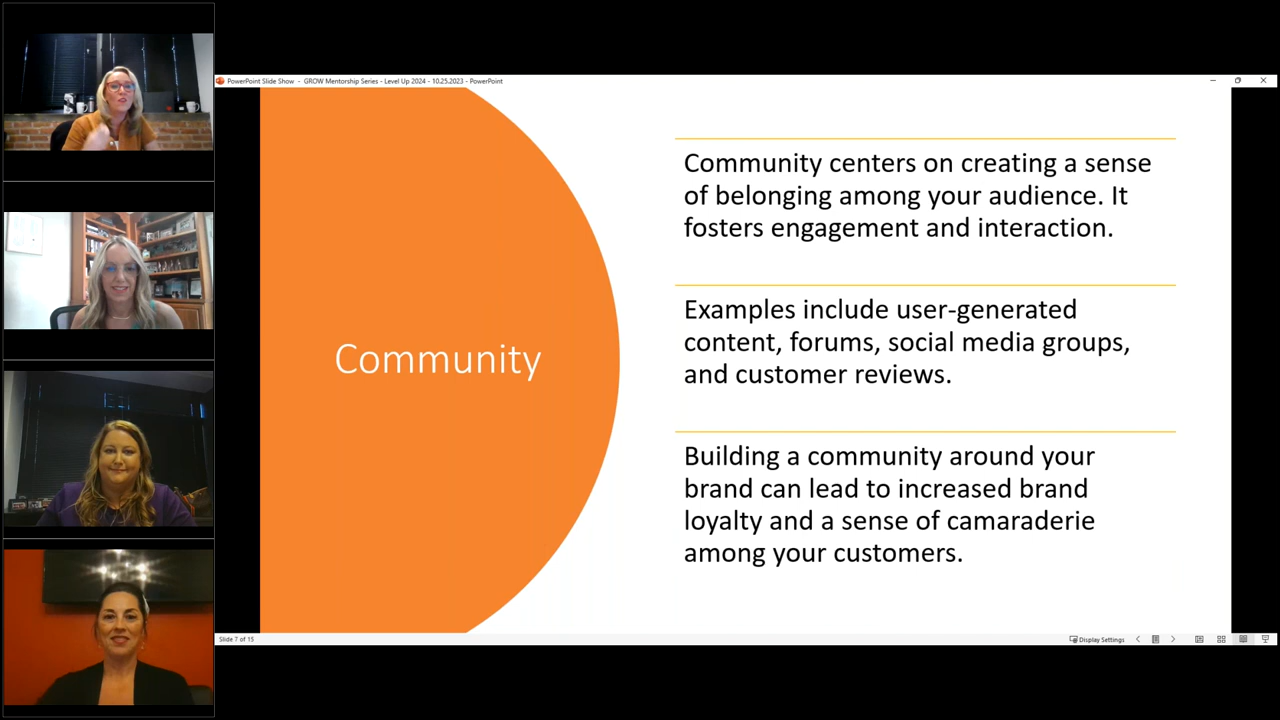 PowerPoint Slide Show - GROW Mentorship Series - Level Up 2024 - 10.25.2023 - PowerPoint
Community
Community centers on creating a sense
of belonging among your audience. It
fosters engagement and interaction.
Examples include user-generated
content, forums, social media groups,
and customer reviews.
Building a community around your
brand can lead to increased brand
loyalty and a sense of camaraderie
among your customers.
Slide 7 of 15
Display Settings